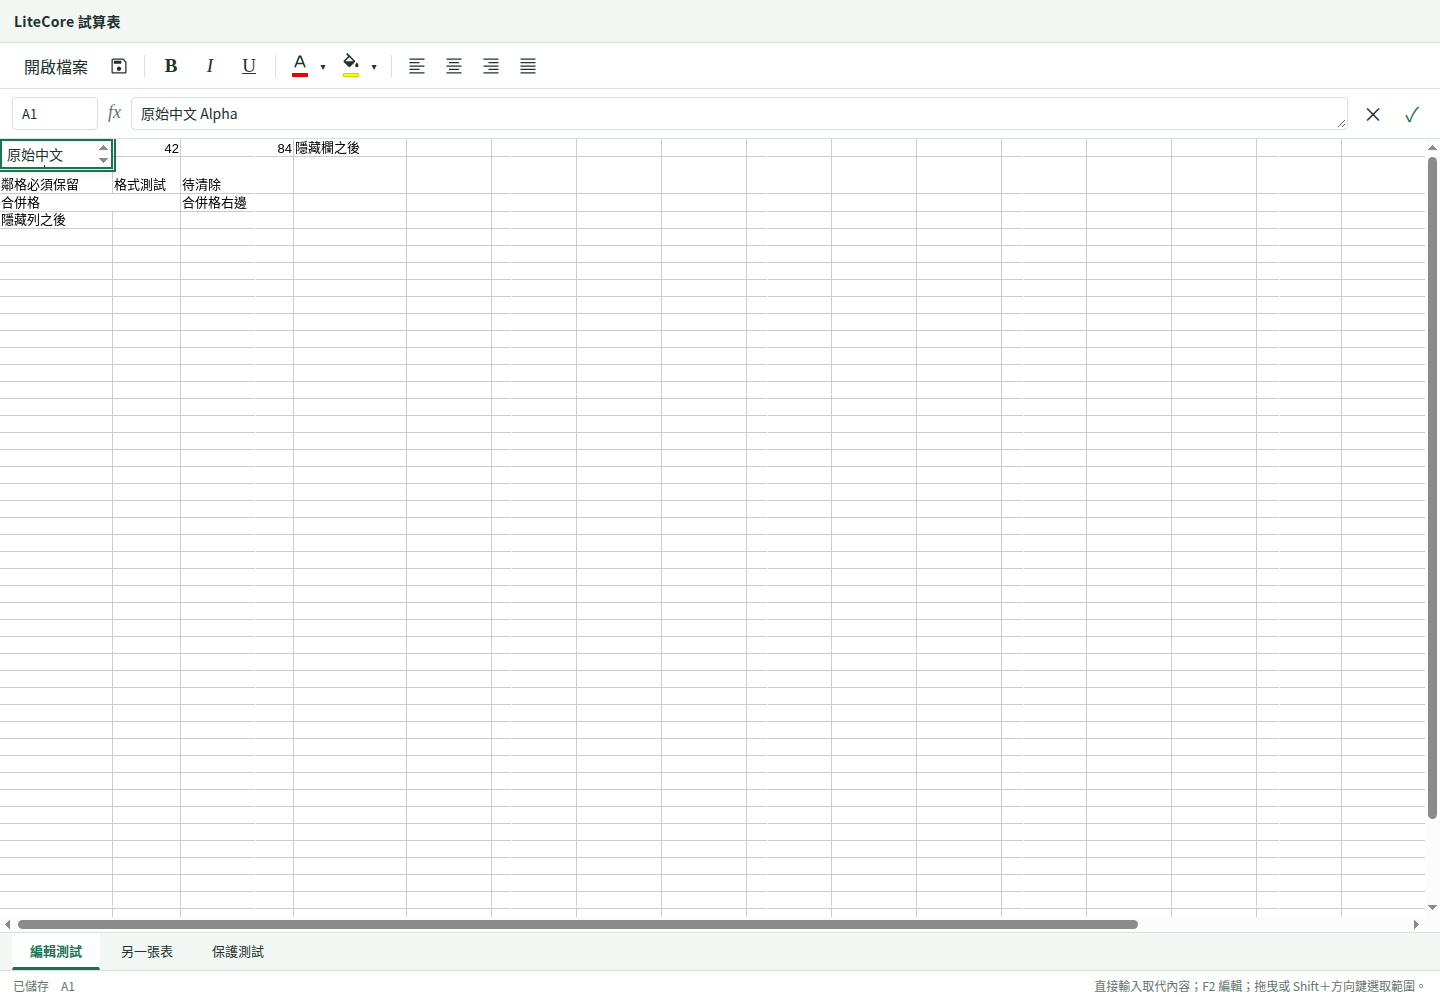 LiteCore 試算表
開啟檔案 B I U A
A1 fx 原始中文 Alpha
原始中文 42 84 隱藏欄之後
鄰格必須保留 格式測試 待清除
合併格 合併格右邊
隱藏列之後
編輯測試 另一張表 保護測試
已儲存 A1 直接輸入取代內容；F2 編輯；拖曳或 Shift＋方向鍵選取範圍。